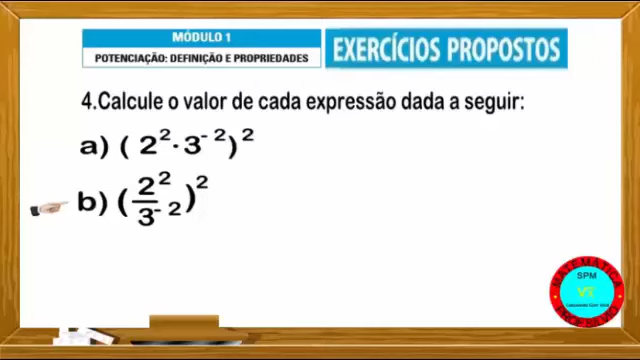 MÓDULO 1
POTENCIAÇÃO: DEFINIÇÃO E PROPRIEDADES
EXERCÍCIOS PROPOSTOS
4.Calcule o valor de cada expressão dada a seguir:
a) ( 2²·3⁻²)²
b) (2²/3⁻²)²
MATEMÁTICA
SPM
VT